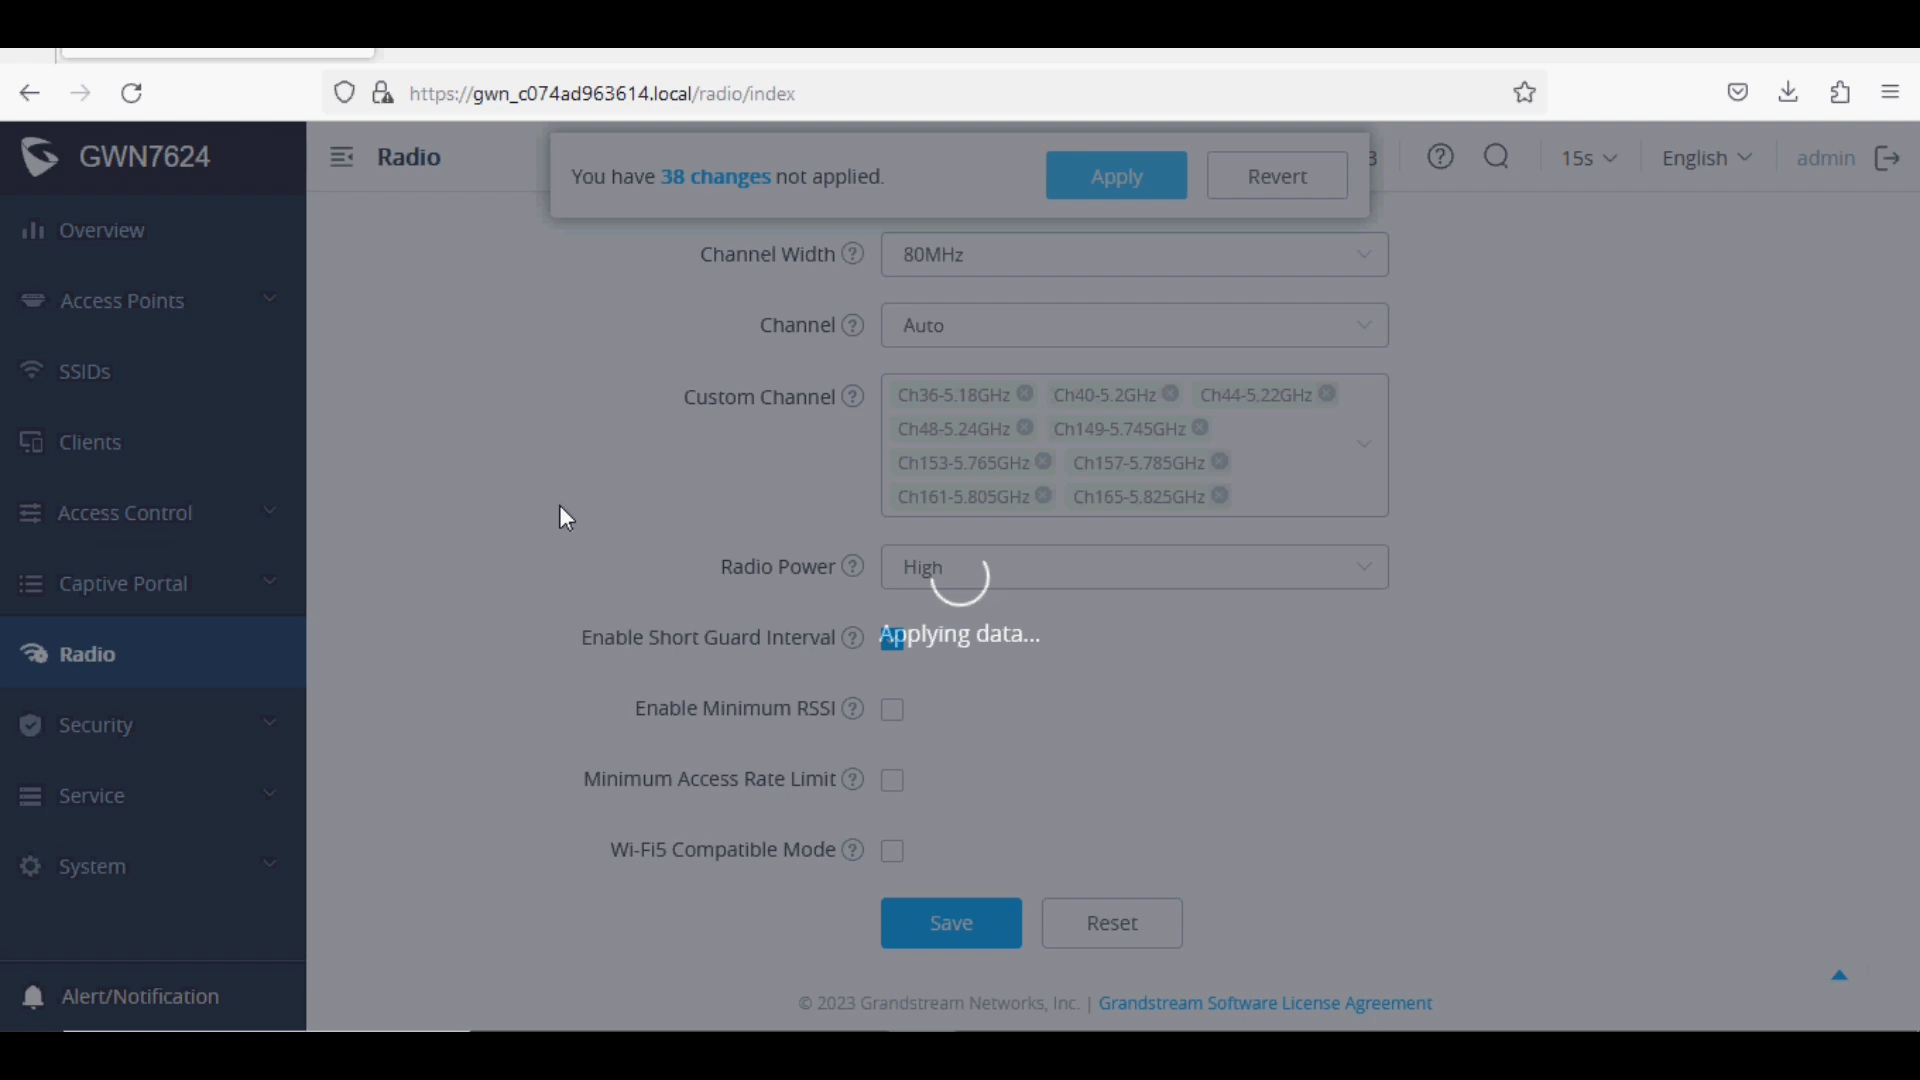 https://gwn_c074ad963614.local/radio/index
GWN7624
Radio
You have 38 changes not applied.
Apply
Revert
3
15s
English
admin
Overview
Access Points
SSIDs
Clients
Access Control
Captive Portal
Radio
Security
Service
System
Alert/Notification
Channel Width ? 80MHz
Channel ? Auto
Custom Channel ? Ch36-5.18GHz Ch40-5.2GHz Ch44-5.22GHz
Ch48-5.24GHz Ch149-5.745GHz
Ch153-5.765GHz Ch157-5.785GHz
Ch161-5.805GHz Ch165-5.825GHz
Radio Power ? High
Enable Short Guard Interval ?
Applying data...
Enable Minimum RSSI ?
Minimum Access Rate Limit ?
Wi-Fi5 Compatible Mode ?
Save
Reset
© 2023 Grandstream Networks, Inc. | Grandstream Software License Agreement